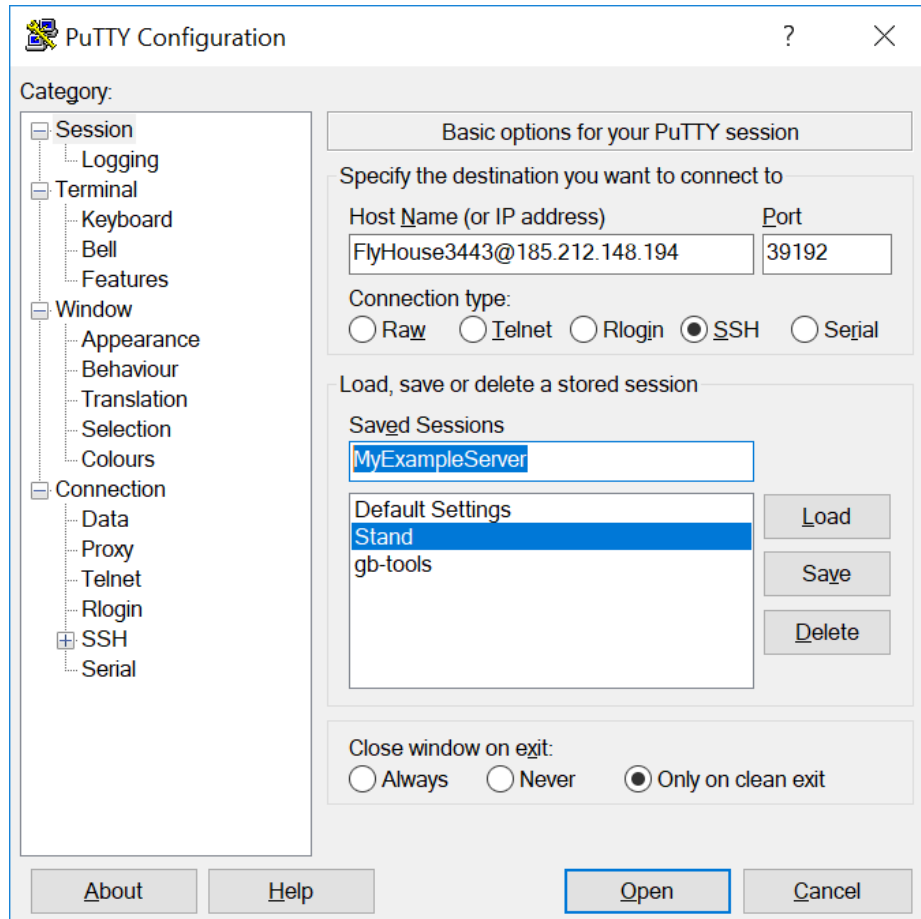 PuTTY Configuration
?
Category:
Session
Logging
Terminal
Keyboard
Bell
Features
Window
Appearance
Behaviour
Translation
Selection
Colours
Connection
Data
Proxy
Telnet
Rlogin
SSH
Serial
Basic options for your PuTTY session
Specify the destination you want to connect to
Host Name (or IP address) Port
FlyHouse3443@185.212.148.194 39192
Connection type:
Raw Telnet Rlogin SSH Serial
Load, save or delete a stored session
Saved Sessions
MyExampleServer
Default Settings
Stand
gb-tools
Load
Save
Delete
Close window on exit:
Always Never Only on clean exit
About Help Open Cancel